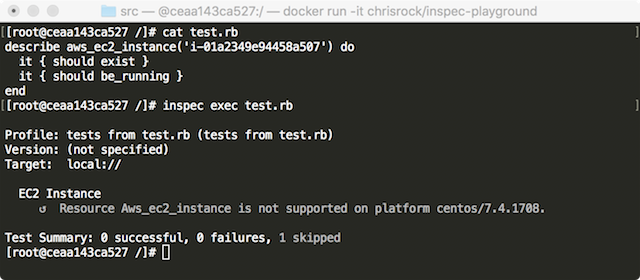 src — @ceaa143ca527:/ — docker run -it chrisrock/inspec-playground
[[root@ceaa143ca527 /]# cat test.rb ]
describe aws_ec2_instance('i-01a2349e94458a507') do
  it { should exist }
  it { should be_running }
end
[[root@ceaa143ca527 /]# inspec exec test.rb ]
Profile: tests from test.rb (tests from test.rb)
Version: (not specified)
Target:  local://
  EC2 Instance
     ↺  Resource Aws_ec2_instance is not supported on platform centos/7.4.1708.
Test Summary: 0 successful, 0 failures, 1 skipped
[root@ceaa143ca527 /]#